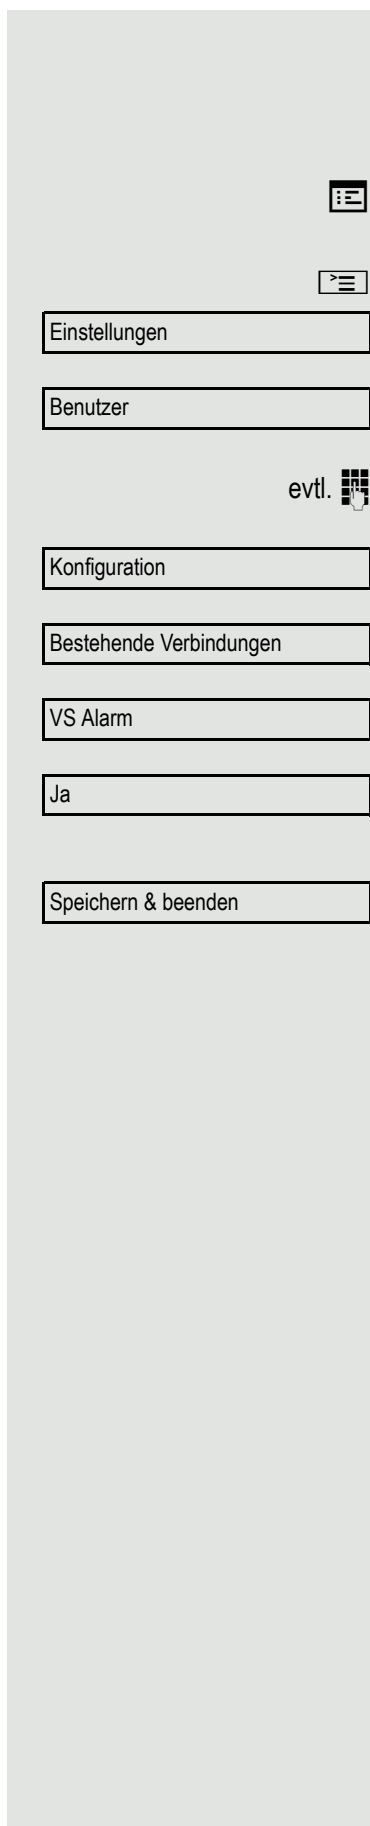 Einstellungen
Benutzer
evtl.
Konfiguration
Bestehende Verbindungen
VS Alarm
Ja
Speichern & beenden